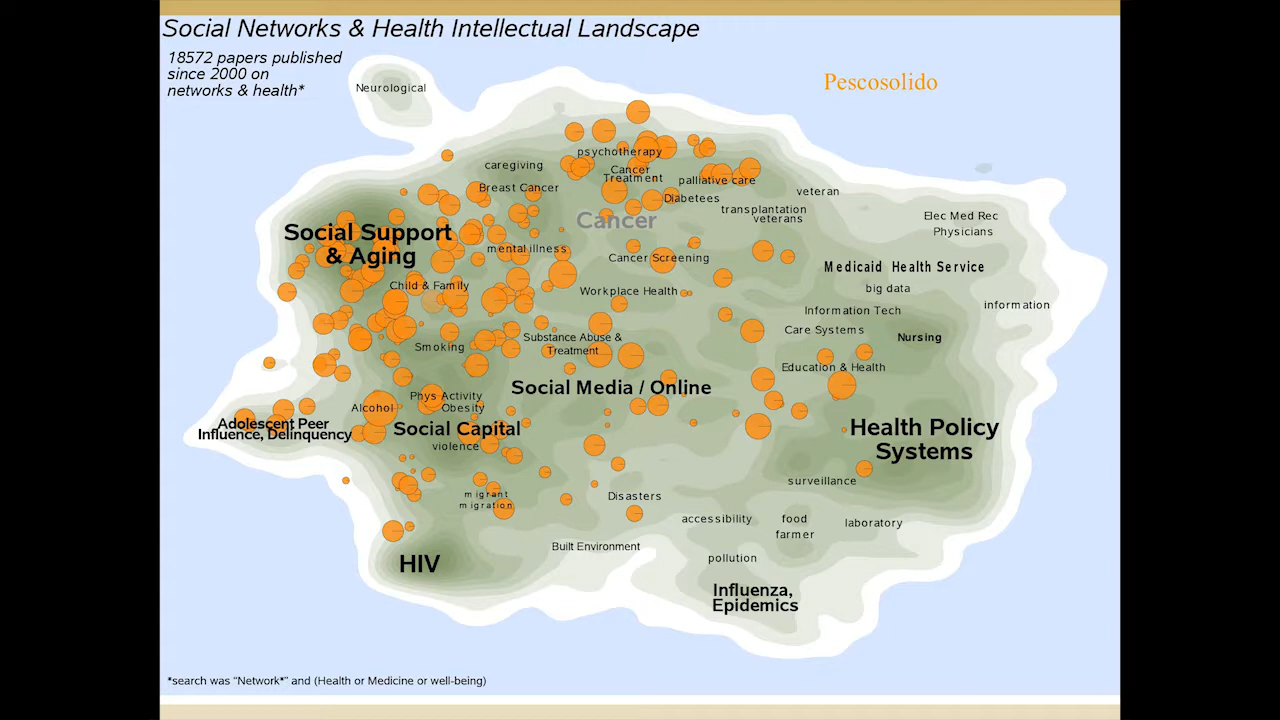 Social Networks & Health Intellectual Landscape
18572 papers published
since 2000 on
networks & health*
Pescosolido
Neurological
psychotherapy
caregiving
Cancer
Treatment
palliative care
Breast Cancer
Diabetees
veteran
transplantation
veterans
Cancer
Elec Med Rec
Physicians
Social Support
& Aging
mental illness
Cancer Screening
Medicaid Health Service
Child & Family
Workplace Health
big data
information
Information Tech
Care Systems
Nursing
Substance Abuse &
Treatment
Smoking
Education & Health
Social Media / Online
Phys Activity
Alcohol
Obesity
Adolescent Peer
Influence, Delinquency
Social Capital
violence
Health Policy
Systems
surveillance
migrant
migration
Disasters
accessibility
food
farmer
laboratory
Built Environment
pollution
HIV
Influenza,
Epidemics
*search was "Network*" and (Health or Medicine or well-being)